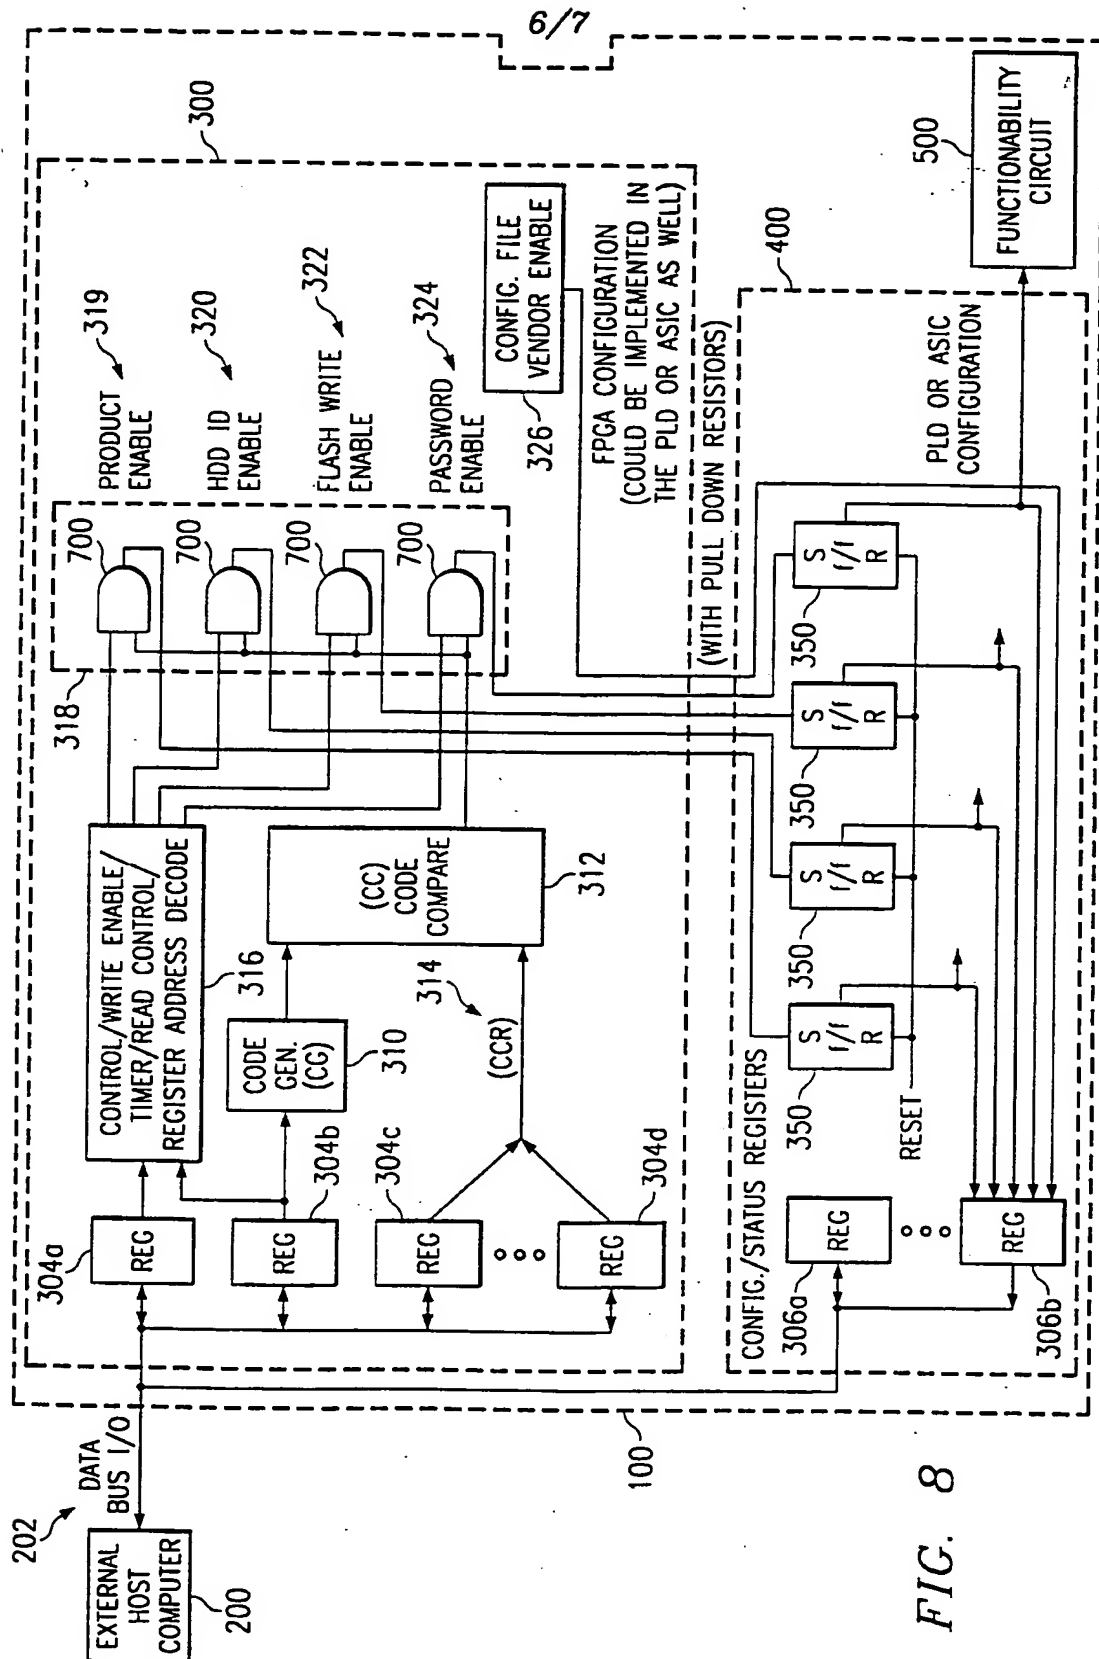 6/7
202
DATA
BUS I/O
EXTERNAL
HOST
COMPUTER
200
100
300
304a
REG
304b
REG
304c
REG
304d
REG
CONTROL/WRITE ENABLE/
TIMER/READ CONTROL/
REGISTER ADDRESS DECODE
316
CODE
GEN.
(CG)
310
(CC)
CODE
COMPARE
312
314
(CCR)
318
700
700
700
700
PRODUCT
ENABLE
319
HDD ID
ENABLE
320
FLASH WRITE
ENABLE
322
PASSWORD
ENABLE
324
CONFIG. FILE
VENDOR ENABLE
326
FPGA CONFIGURATION
(COULD BE IMPLEMENTED IN
THE PLD OR ASIC AS WELL)
(WITH PULL DOWN RESISTORS)
400
CONFIG./STATUS REGISTERS
306a
REG
306b
REG
RESET
S
f/f
R
350
S
f/f
R
350
S
f/f
R
350
S
f/f
R
350
PLD OR ASIC
CONFIGURATION
500
FUNCTIONABILITY
CIRCUIT
FIG. 8